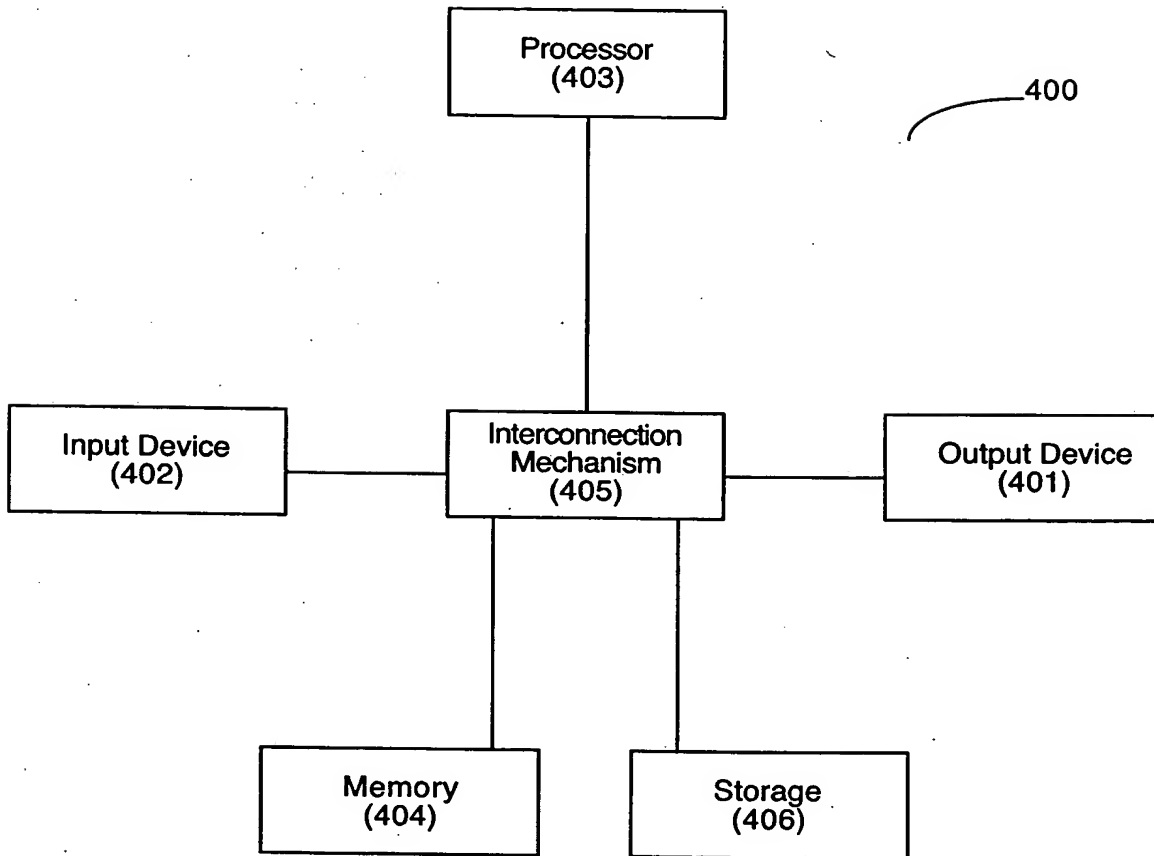 Processor
(403)
400
Input Device
(402)
Interconnection
Mechanism
(405)
Output Device
(401)
Memory
(404)
Storage
(406)